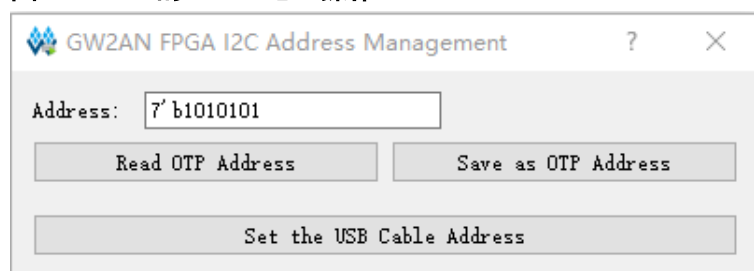 GW2AN FPGA I2C Address Management ?
Address: 7'b1010101
Read OTP Address Save as OTP Address
Set the USB Cable Address